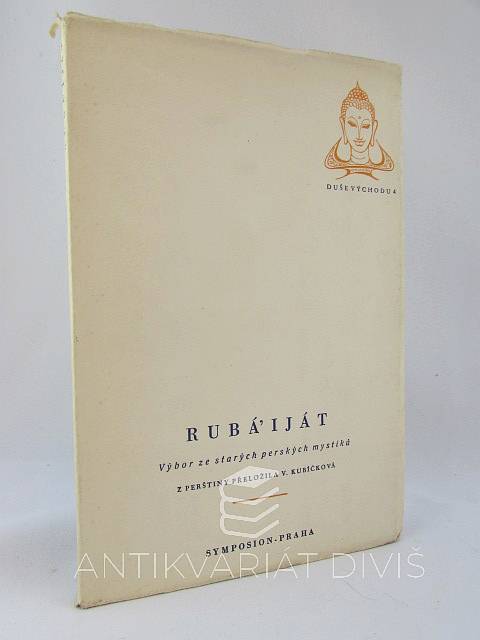 DUŠE VÝCHODU 4
RUBÁ'IJÁT
Výbor ze starých perských mystiků
Z PERŠTINY PŘELOŽILA V. KUBÍČKOVÁ
SYMPOSION-PRAHA
ANTIKVARIÁT DIVIŠ